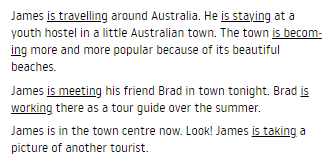 James is travelling around Australia. He is staying at a
youth hostel in a little Australian town. The town is becom-
ing more and more popular because of its beautiful
beaches.
James is meeting his friend Brad in town tonight. Brad is
working there as a tour guide over the summer.
James is in the town centre now. Look! James is taking a
picture of another tourist.